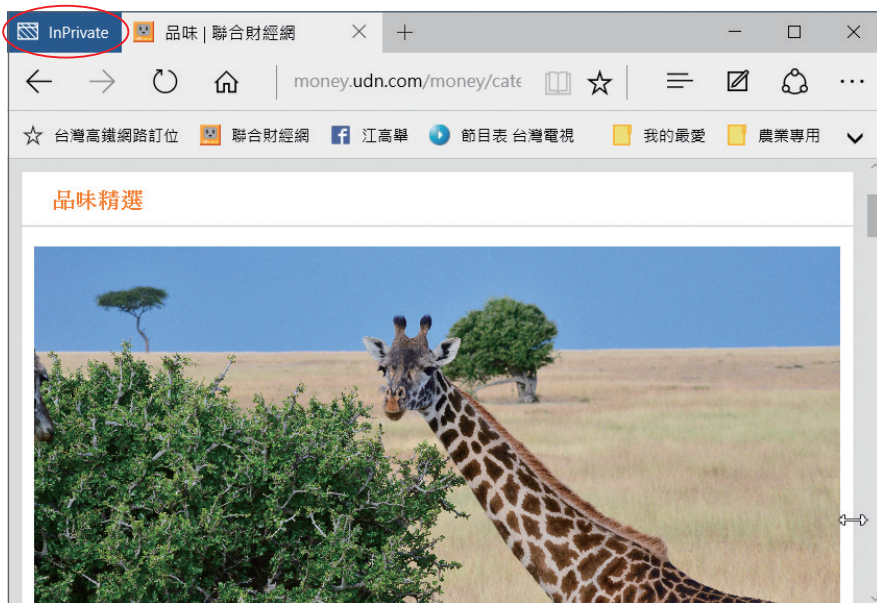 InPrivate 品味 | 聯合財經網
money.udn.com/money/cate
台灣高鐵網路訂位 聯合財經網 江高舉 節目表 台灣電視 我的最愛 農業專用
品味精選